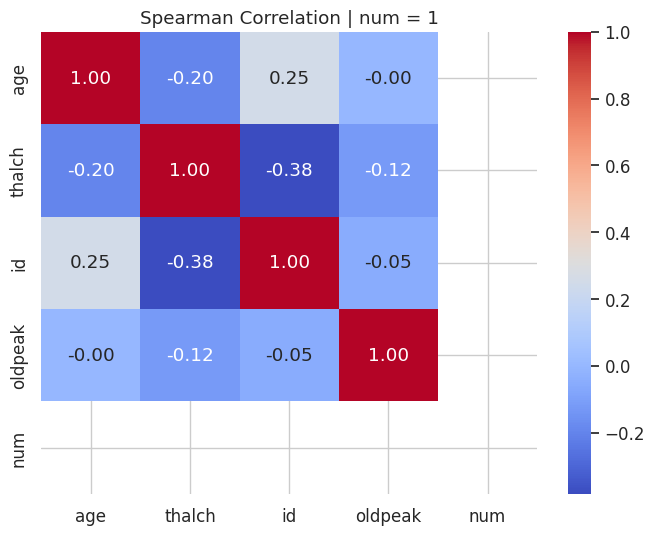 Spearman Correlation | num = 1
age 1.00 -0.20 0.25 -0.00
thalch -0.20 1.00 -0.38 -0.12
id 0.25 -0.38 1.00 -0.05
oldpeak -0.00 -0.12 -0.05 1.00
num
age thalch id oldpeak num
1.0
0.8
0.6
0.4
0.2
0.0
−0.2